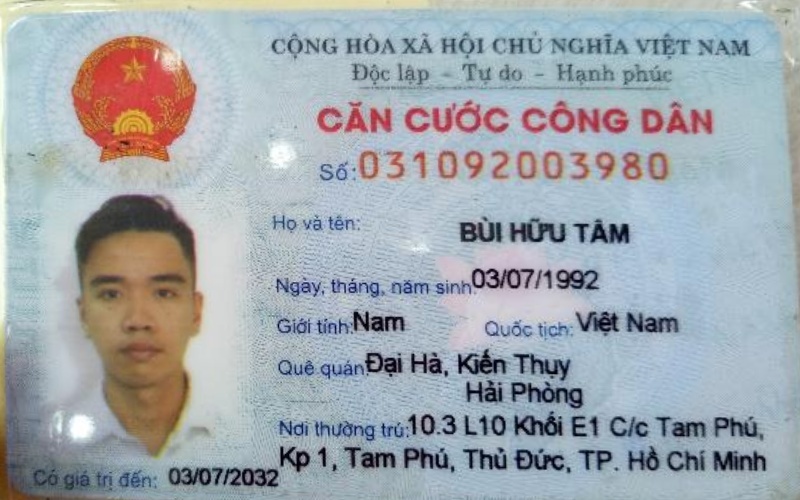 CỘNG HÒA XÃ HỘI CHỦ NGHĨA VIỆT NAM
Độc lập - Tự do - Hạnh phúc
CĂN CƯỚC CÔNG DÂN
Số: 031092003980
Họ và tên: BÙI HỮU TÂM
Ngày, tháng, năm sinh: 03/07/1992
Giới tính: Nam Quốc tịch: Việt Nam
Quê quán: Đại Hà, Kiến Thụy
Hải Phòng
Nơi thường trú: 10.3 L10 Khối E1 C/c Tam Phú,
Kp 1, Tam Phú, Thủ Đức, TP. Hồ Chí Minh
Có giá trị đến: 03/07/2032